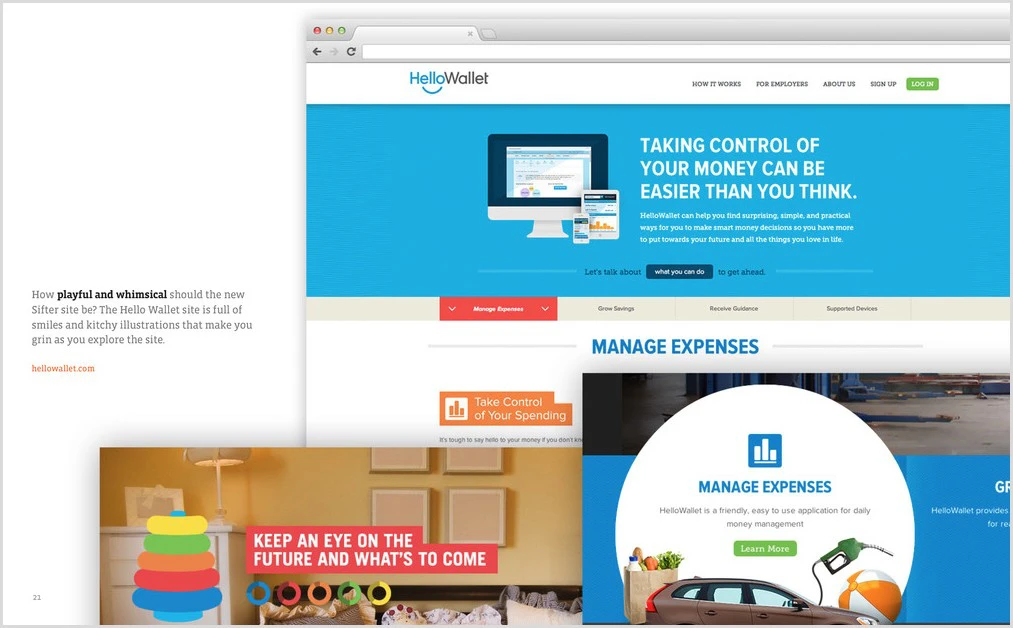 HelloWallet
HOW IT WORKS
FOR EMPLOYERS
ABOUT US
SIGN UP
LOG IN
TAKING CONTROL OF
YOUR MONEY CAN BE
EASIER THAN YOU THINK.
HelloWallet can help you find surprising, simple, and practical
ways for you to make smart money decisions so you have more
to put towards your future and all the things you love in life.
Let's talk about what you can do to get ahead.
How playful and whimsical should the new
Sifter site be? The Hello Wallet site is full of
smiles and kitchy illustrations that make you
grin as you explore the site.
hellowallet.com
Manage Expenses
Grow Savings
Receive Guidance
Supported Devices
MANAGE EXPENSES
Take Control
of Your Spending
It's tough to say hello to your money if you don't kn
KEEP AN EYE ON THE
FUTURE AND WHAT'S TO COME
MANAGE EXPENSES
HelloWallet is a friendly, easy to use application for daily
money management
Learn More
GR
HelloWallet provides
for rea
21